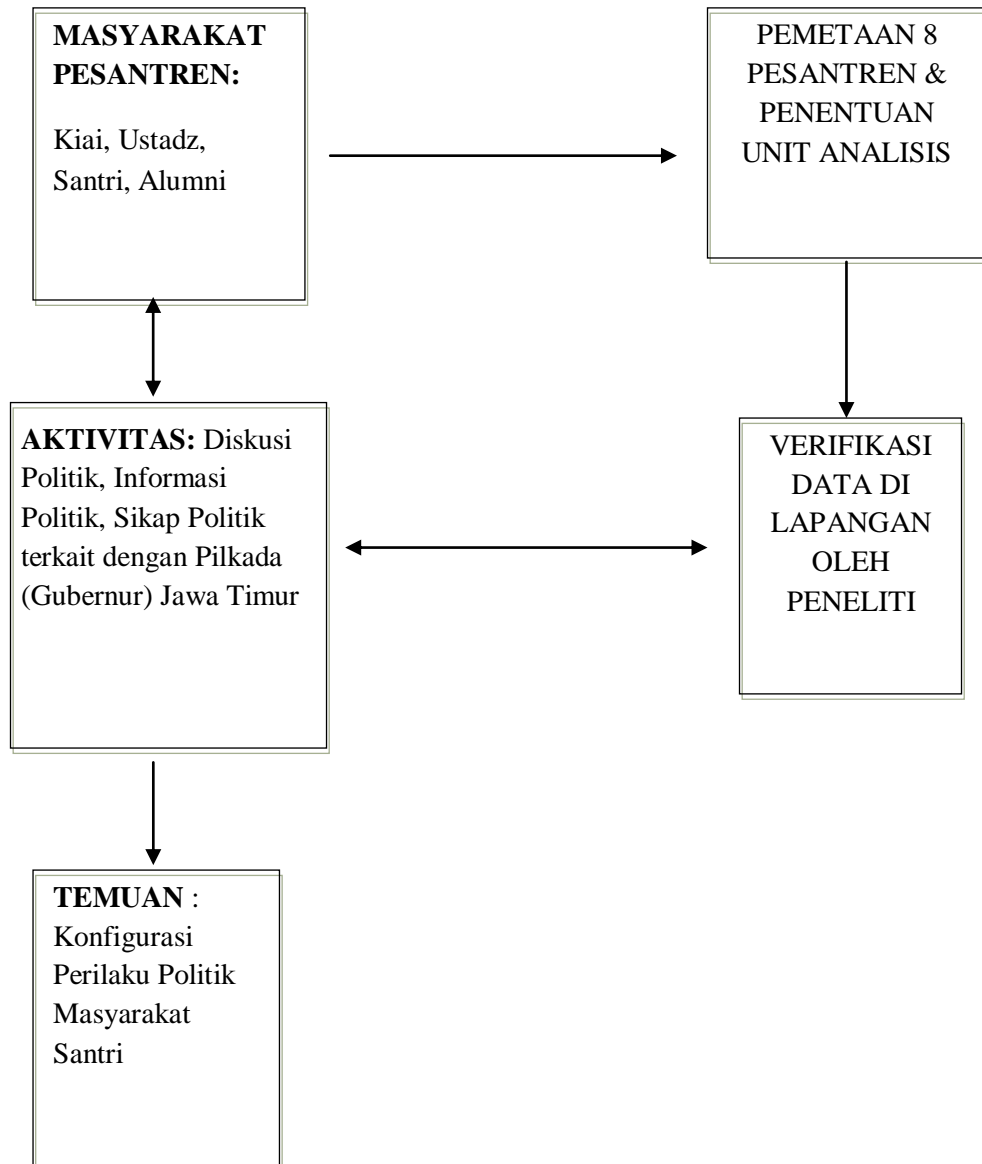 MASYARAKAT
PESANTREN:
Kiai, Ustadz,
Santri, Alumni
PEMETAAN 8
PESANTREN &
PENENTUAN
UNIT ANALISIS
AKTIVITAS: Diskusi
Politik, Informasi
Politik, Sikap Politik
terkait dengan Pilkada
(Gubernur) Jawa Timur
VERIFIKASI
DATA DI
LAPANGAN
OLEH
PENELITI
TEMUAN :
Konfigurasi
Perilaku Politik
Masyarakat
Santri